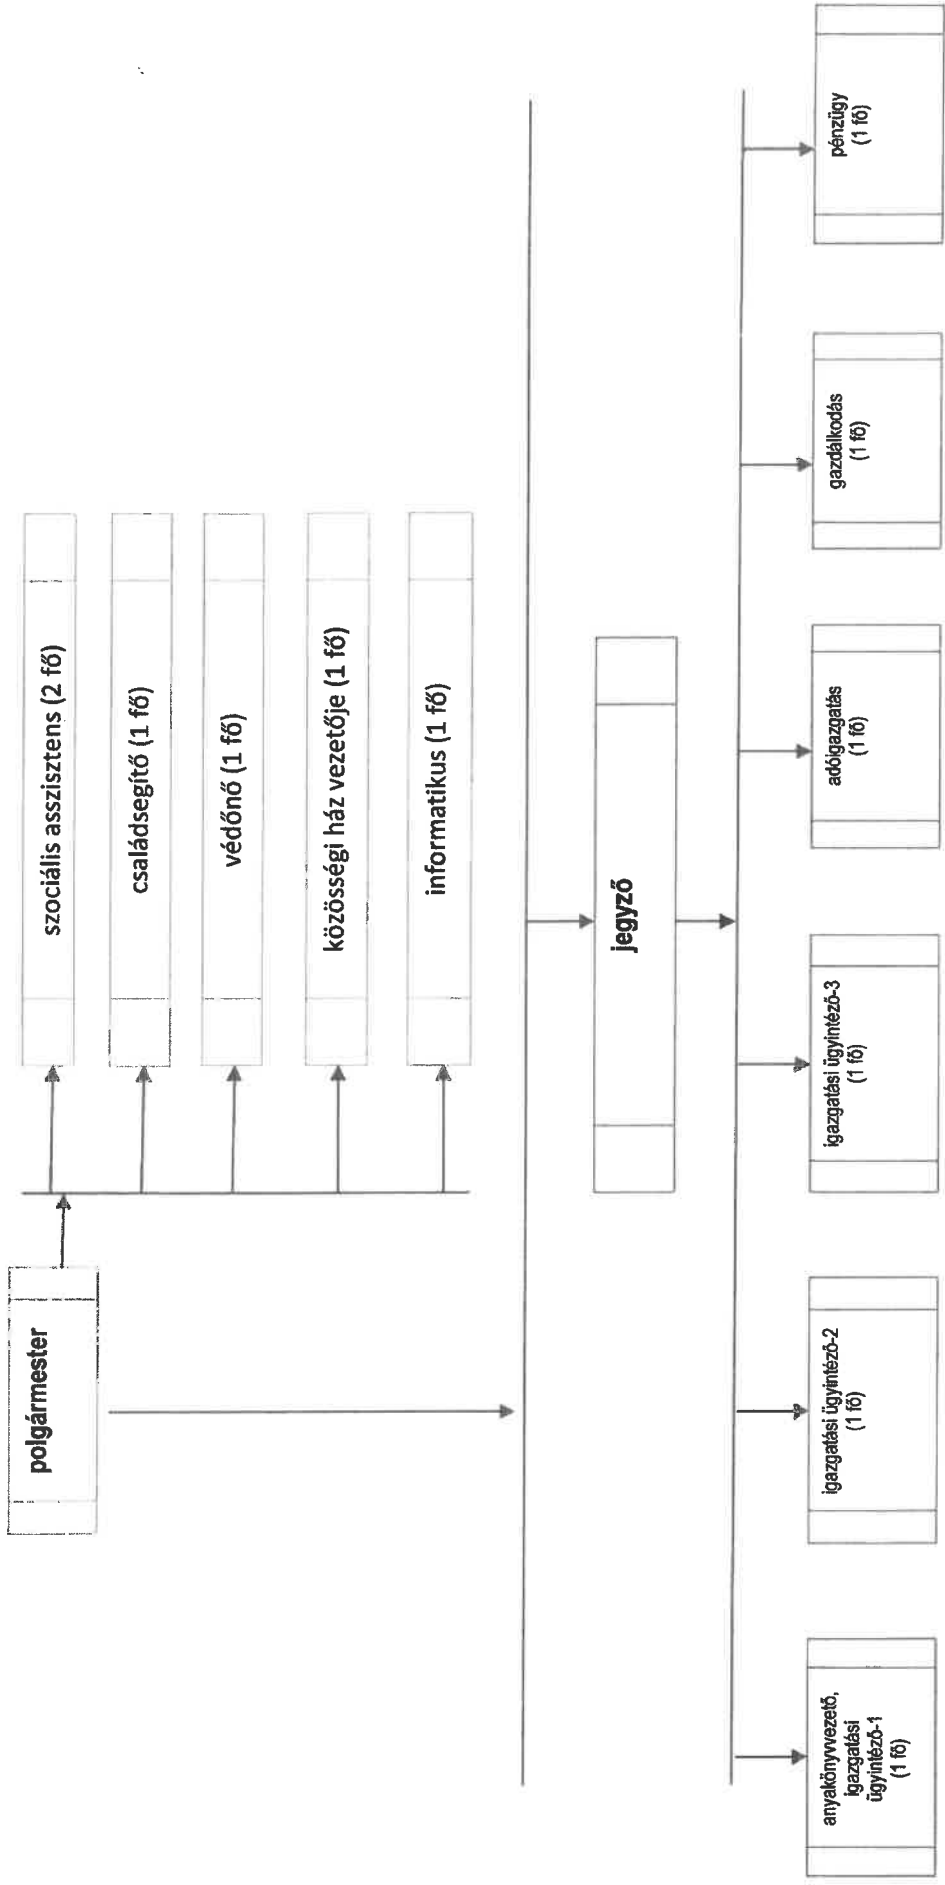 polgármester
szociális asszisztens (2 fő)
családsegítő (1 fő)
védőnő (1 fő)
közösségi ház vezetője (1 fő)
informatikus (1 fő)
jegyző
anyakönyvvezető,
igazgatási
ügyintéző-1
(1 fő)
igazgatási ügyintéző-2
(1 fő)
igazgatási ügyintéző-3
(1 fő)
adóigazgatás
(1 fő)
gazdálkodás
(1 fő)
pénzügy
(1 fő)